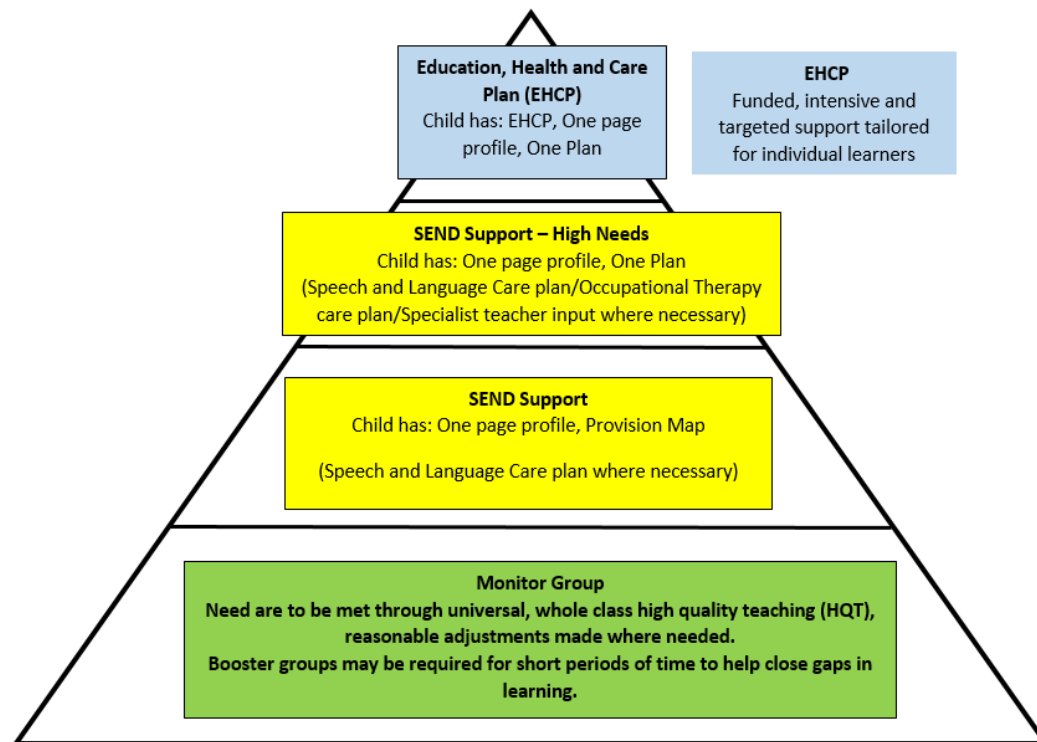 Education, Health and Care
Plan (EHCP)
Child has: EHCP, One page
profile, One Plan
EHCP
Funded, intensive and
targeted support tailored
for individual learners
SEND Support – High Needs
Child has: One page profile, One Plan
(Speech and Language Care plan/Occupational Therapy
care plan/Specialist teacher input where necessary)
SEND Support
Child has: One page profile, Provision Map
(Speech and Language Care plan where necessary)
Monitor Group
Need are to be met through universal, whole class high quality teaching (HQT),
reasonable adjustments made where needed.
Booster groups may be required for short periods of time to help close gaps in
learning.